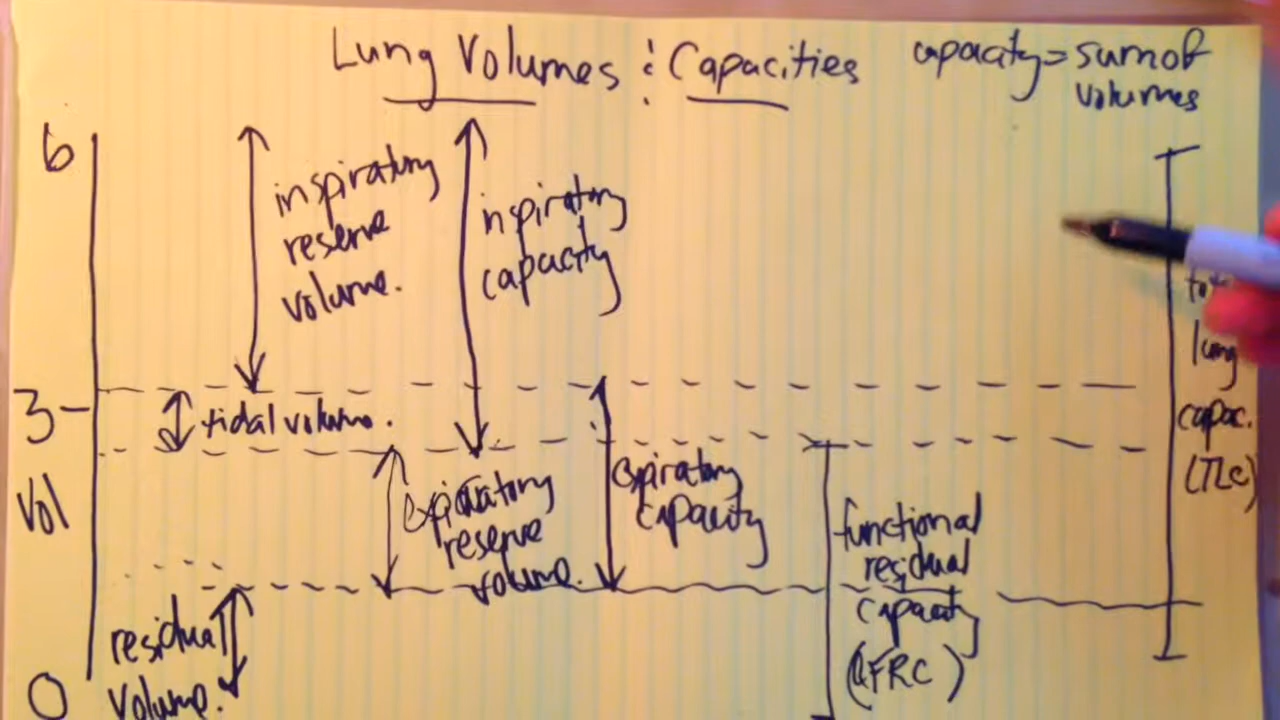 Lung Volumes & Capacities
capacity = sum of
volumes
6
inspiratory
reserve
volume.
inspiratory
capacity
total
lung
capac.
(TLC)
3
tidal volume.
Vol
expiratory
reserve
volume.
expiratory
capacity
functional
residual
capacity
(FRC)
residual
volume.
0